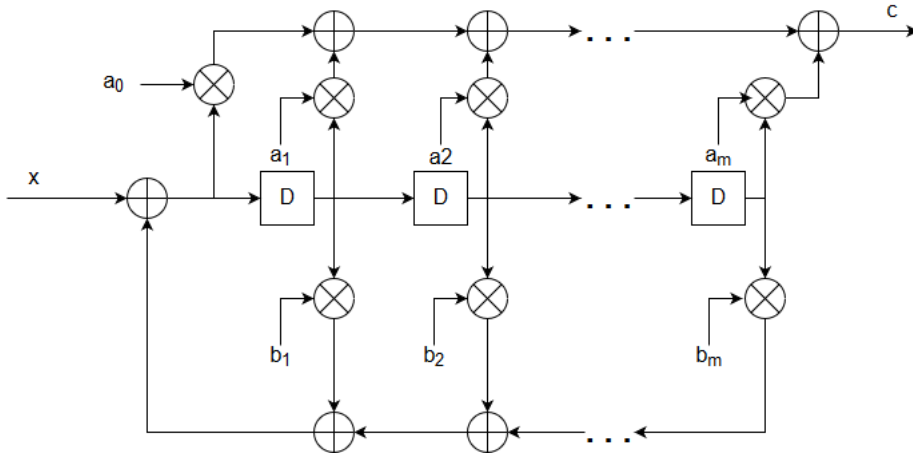 c
a₀
. . .
a₁
a2
aₘ
x
D
D
. . .
D
b₁
b₂
bₘ
. . .